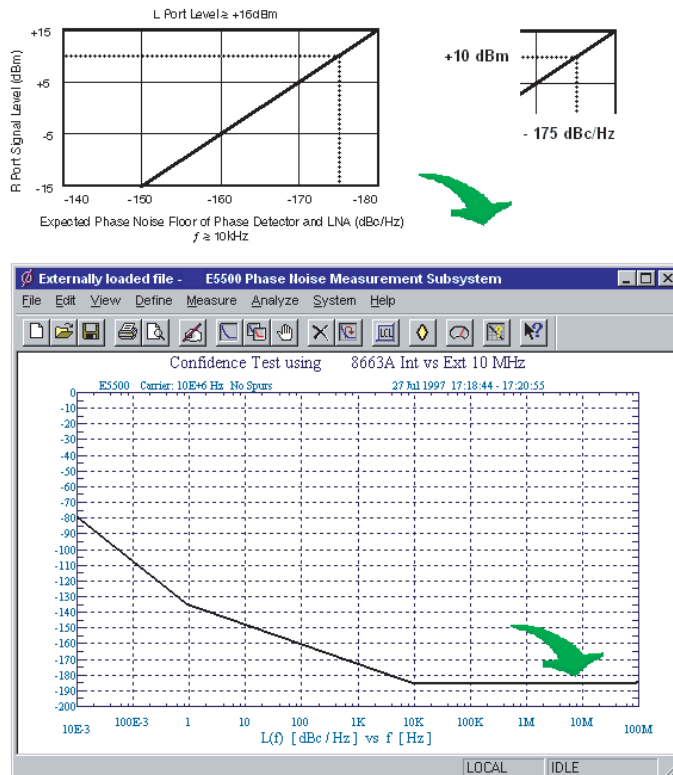 L Port Level ≥ +15dBm
+15
+5
-5
-15
R Port Signal Level (dBm)
-140 -150 -160 -170 -180
Expected Phase Noise Floor of Phase Detector and LNA (dBc/Hz)
f ≥ 10kHz
+10 dBm
- 175 dBc/Hz
Externally loaded file - E5500 Phase Noise Measurement Subsystem
File Edit View Define Measure Analyze System Help
Confidence Test using 8663A Int vs Ext 10 MHz
E5500 Carrier: 10E+6 Hz No Spurs 27 Jul 1997 17:18:44 - 17:20:55
0
-10
-20
-30
-40
-50
-60
-70
-80
-90
-100
-110
-120
-130
-140
-150
-160
-170
-180
-190
-200
10E-3 100E-3 1 10 100 1K 10K 100K 1M 10M 100M
L(f) [ dBc / Hz ] vs f [ Hz ]
LOCAL IDLE